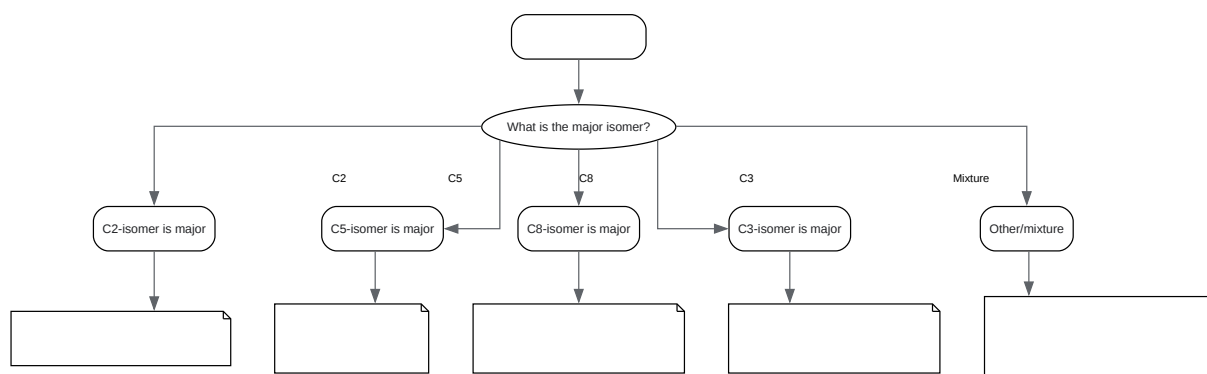 What is the major isomer?
C2
C5
C8
C3
Mixture
C2-isomer is major
C5-isomer is major
C8-isomer is major
C3-isomer is major
Other/mixture